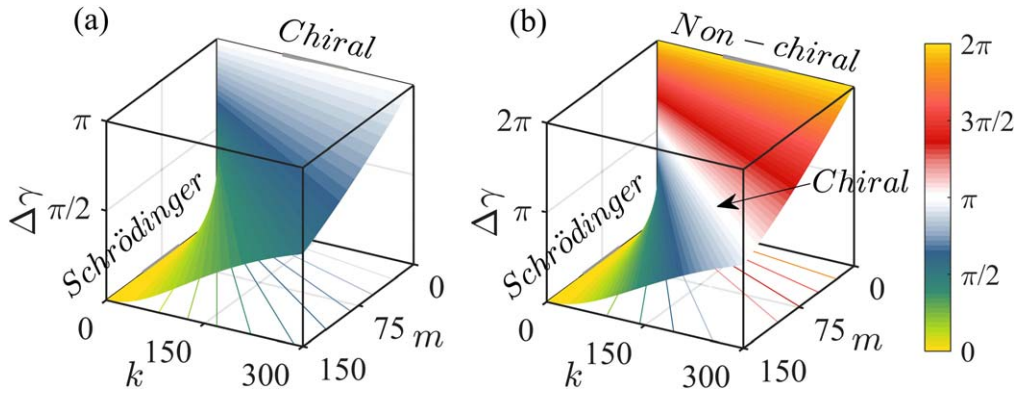 (a)
Chiral
π
π/2
Δγ
Schrödinger
0
150
300
k
150
75
0
m
(b)
Non − chiral
2π
π
Δγ
Schrödinger
Chiral
0
150
300
k
150
75
0
m
2π
3π/2
π
π/2
0